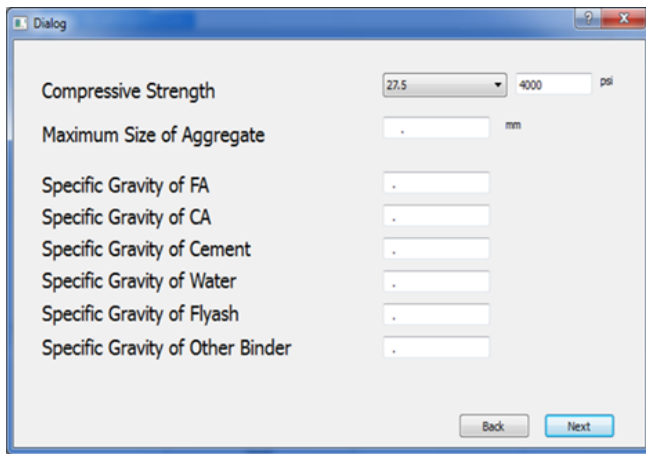 Dialog
Compressive Strength 27.5 4000 psi
Maximum Size of Aggregate . mm
Specific Gravity of FA .
Specific Gravity of CA .
Specific Gravity of Cement .
Specific Gravity of Water .
Specific Gravity of Flyash .
Specific Gravity of Other Binder .
Back Next